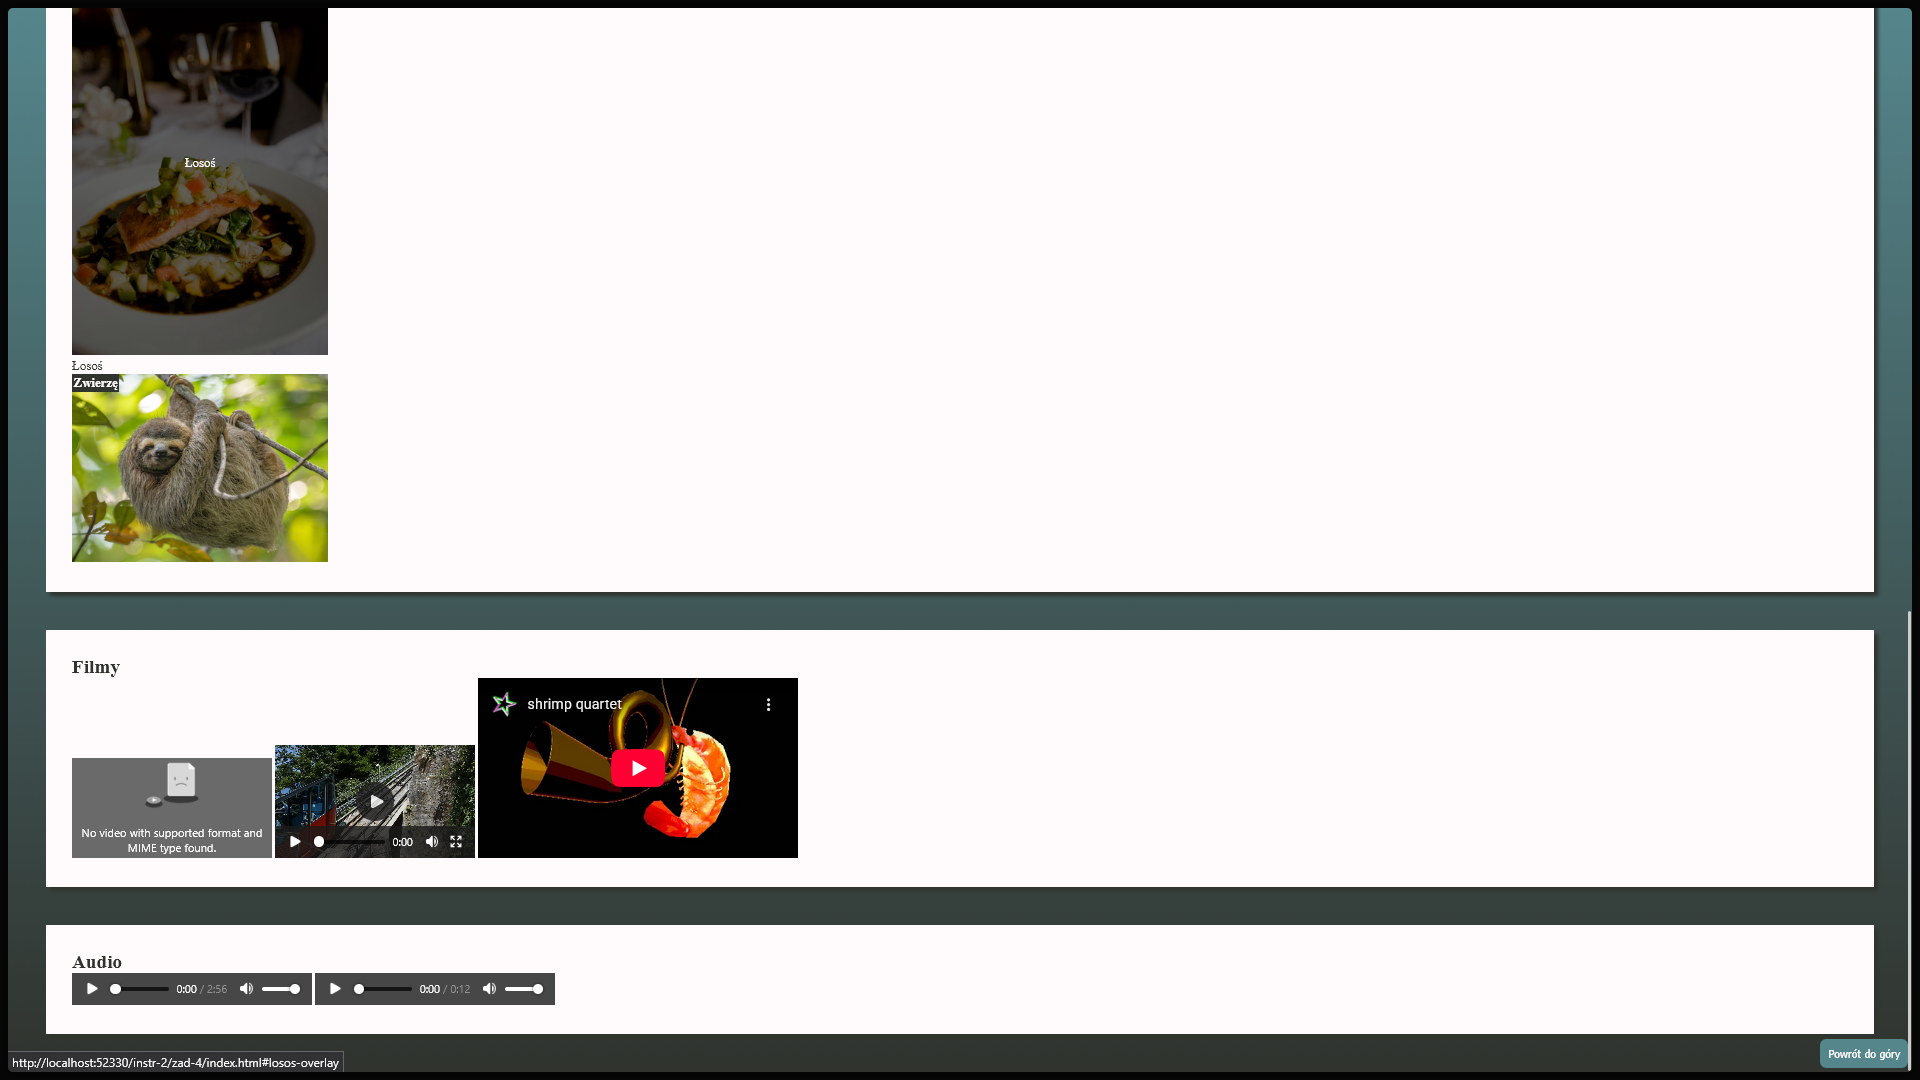 Łosoś
Łosoś
Zwierzę
Filmy
shrimp quartet
No video with supported format and
MIME type found.
0:00
Audio
0:00 / 2:56
0:00 / 0:12
http://localhost:52330/instr-2/zad-4/index.html#losos-overlay
Powrót do góry